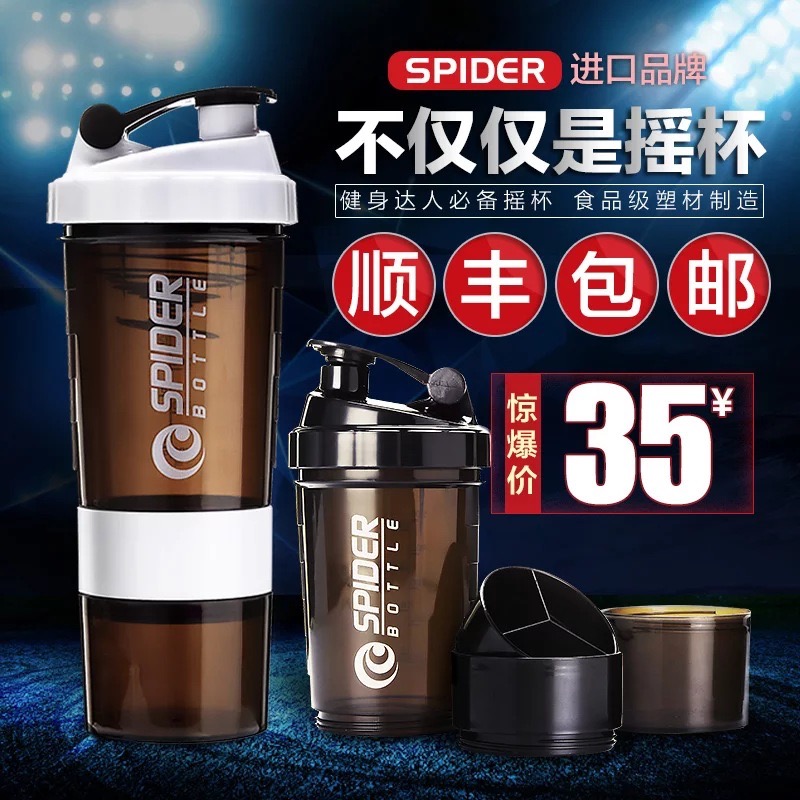 SPIDER 进口品牌
不仅仅是摇杯
健身达人必备摇杯 食品级塑材制造
顺丰包邮
惊爆价
35¥
SPIDER
BOTTLE
SPIDER
BOTTLE